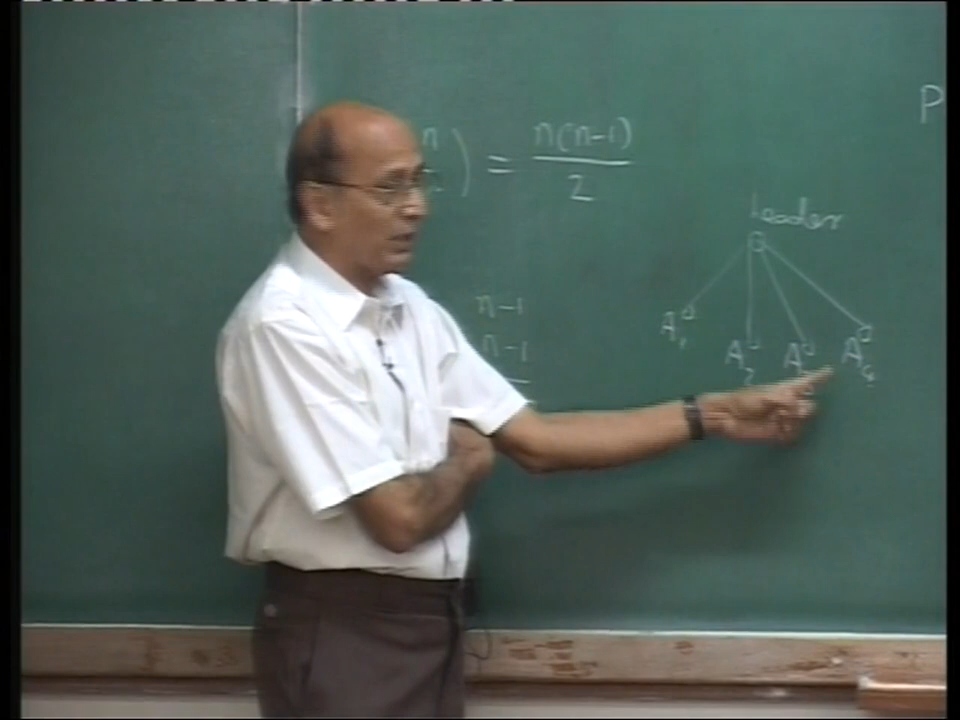 n ) = n(n-1)
2
P
Leader
n-1
n-1
A1
A2 A3 A4